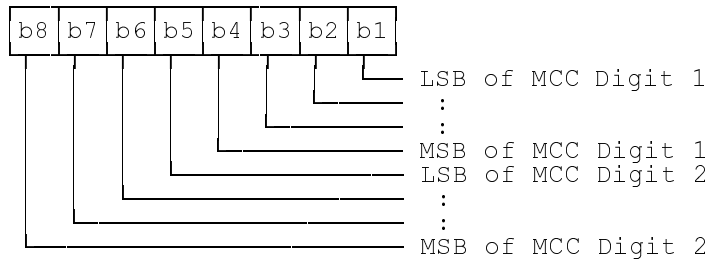 b8 b7 b6 b5 b4 b3 b2 b1
LSB of MCC Digit 1
:
:
MSB of MCC Digit 1
LSB of MCC Digit 2
:
:
MSB of MCC Digit 2